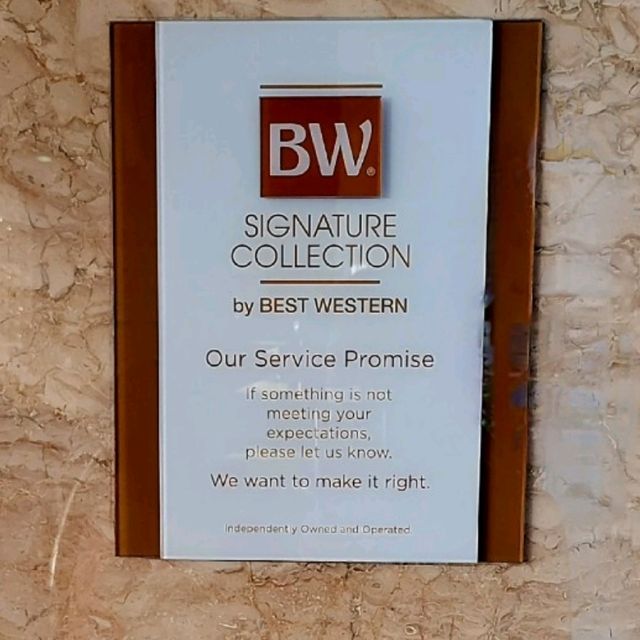 BW®
SIGNATURE
COLLECTION
by BEST WESTERN
Our Service Promise
If something is not
meeting your
expectations,
please let us know.
We want to make it right.
Independently Owned and Operated.